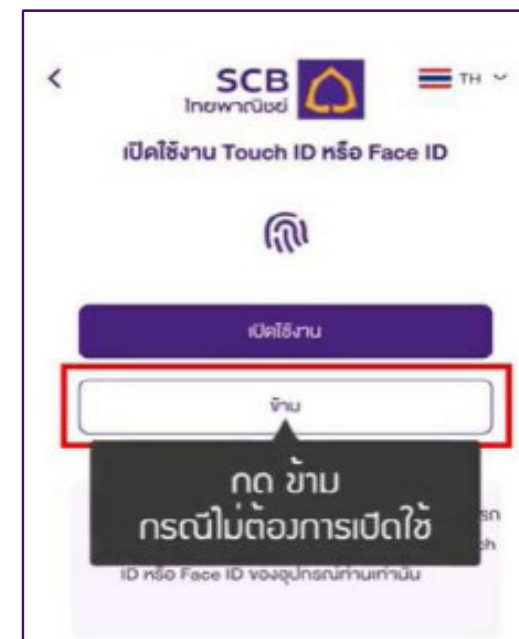 SCB
ไทยพาณิชย์
TH
เปิดใช้งาน Touch ID หรือ Face ID
เปิดใช้งาน
ข้าม
กด ข้าม
กรณีไม่ต้องการเปิดใช้
ID หรือ Face ID ของอุปกรณ์ท่านเท่านั้น